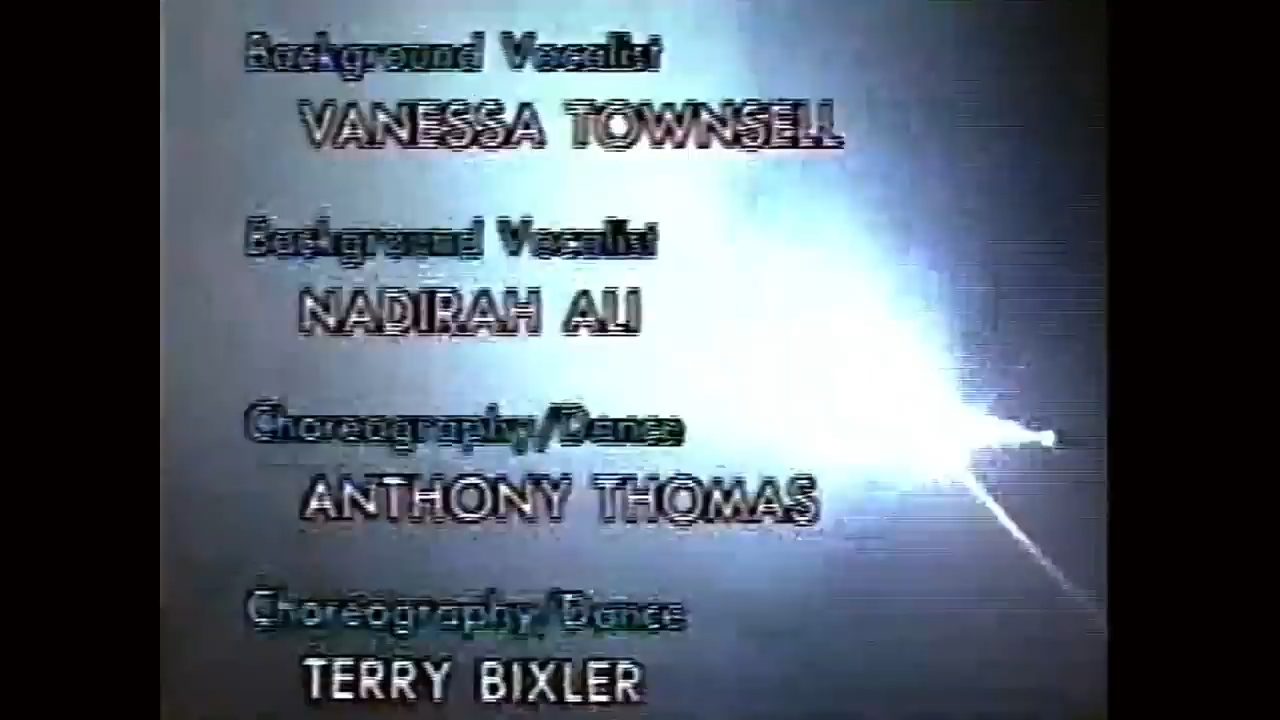 Background Vocalist
VANESSA TOWNSELL
Background Vocalist
NADIRAH ALI
Choreography/Dance
ANTHONY THOMAS
Choreography/Dance
TERRY BIXLER